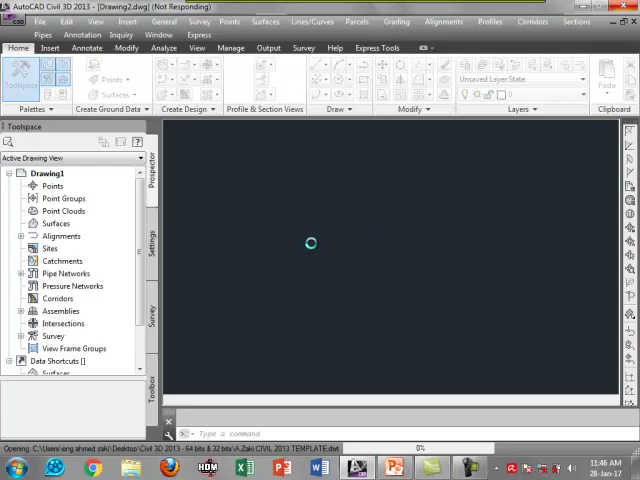 AutoCAD Civil 3D 2013 - [Drawing2.dwg] (Not Responding)
File Edit View Insert General Survey Points Surfaces Lines/Curves Parcels Grading Alignments Profiles Corridors Sections
Pipes Annotation Inquiry Window Express
Home Insert Annotate Modify Analyze View Manage Output Survey Help Express Tools
Toolspace
Points
Surfaces
Unsaved Layer State
0
Paste
Palettes Create Ground Data Create Design Profile & Section Views Draw Modify Layers Clipboard
Toolspace
Active Drawing View
Drawing1
Points
Point Groups
Point Clouds
Surfaces
Alignments
Sites
Catchments
Pipe Networks
Pressure Networks
Corridors
Assemblies
Intersections
Survey
View Frame Groups
Data Shortcuts []
Surfaces
Prospector
Settings
Survey
Toolbox
Type a command
Opening: C:\Users\eng ahmed zaki\Desktop\Civil 3D 2013 - 64 bits & 32 bits\A.Zaki CIVIL 2013 TEMPLATE.dwt 0%
11:46 AM
28-Jan-17